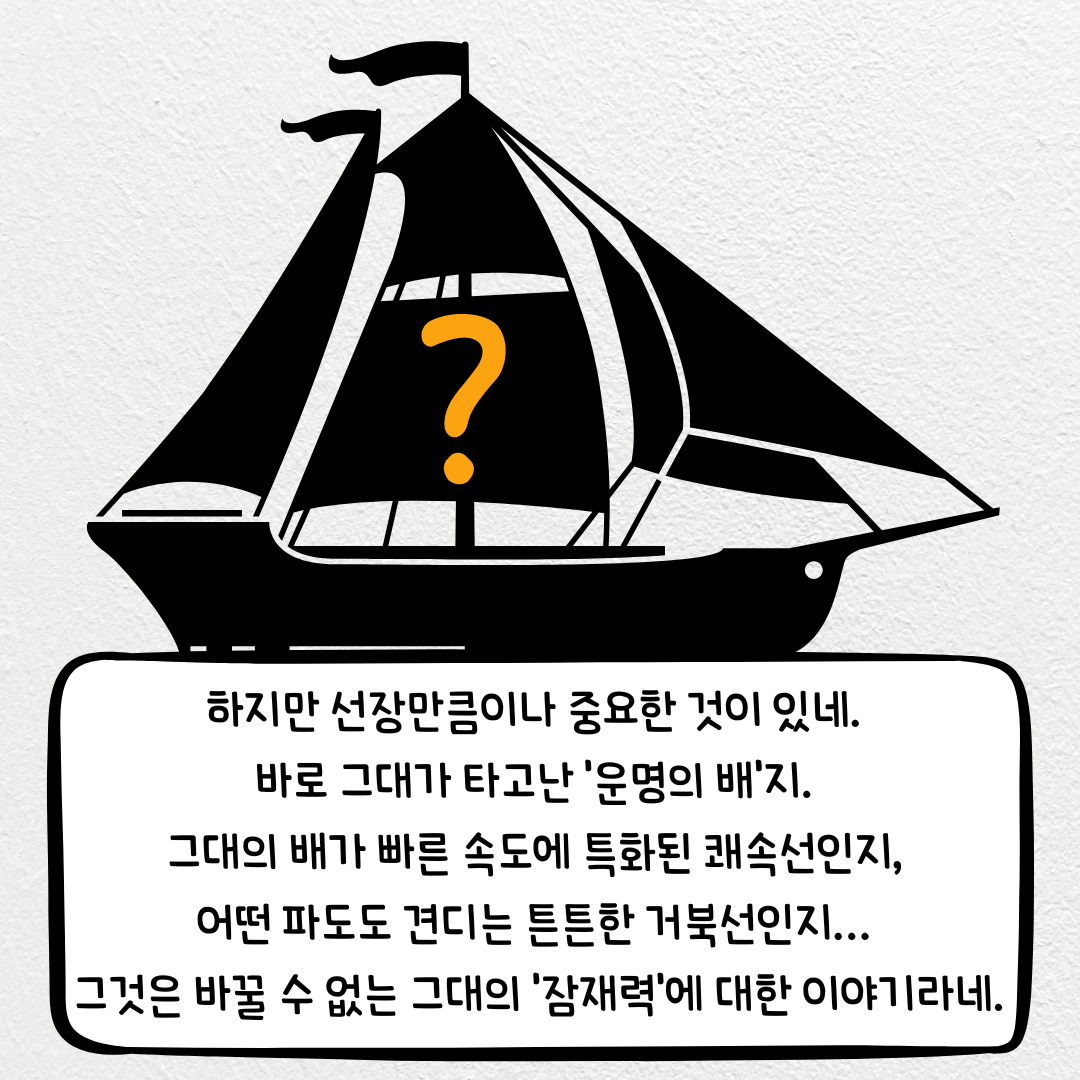 ?
하지만 선장만큼이나 중요한 것이 있네.
바로 그대가 타고난 '운명의 배'지.
그대의 배가 빠른 속도에 특화된 쾌속선인지,
어떤 파도도 견디는 튼튼한 거북선인지...
그것은 바꿀 수 없는 그대의 '잠재력'에 대한 이야기라네.